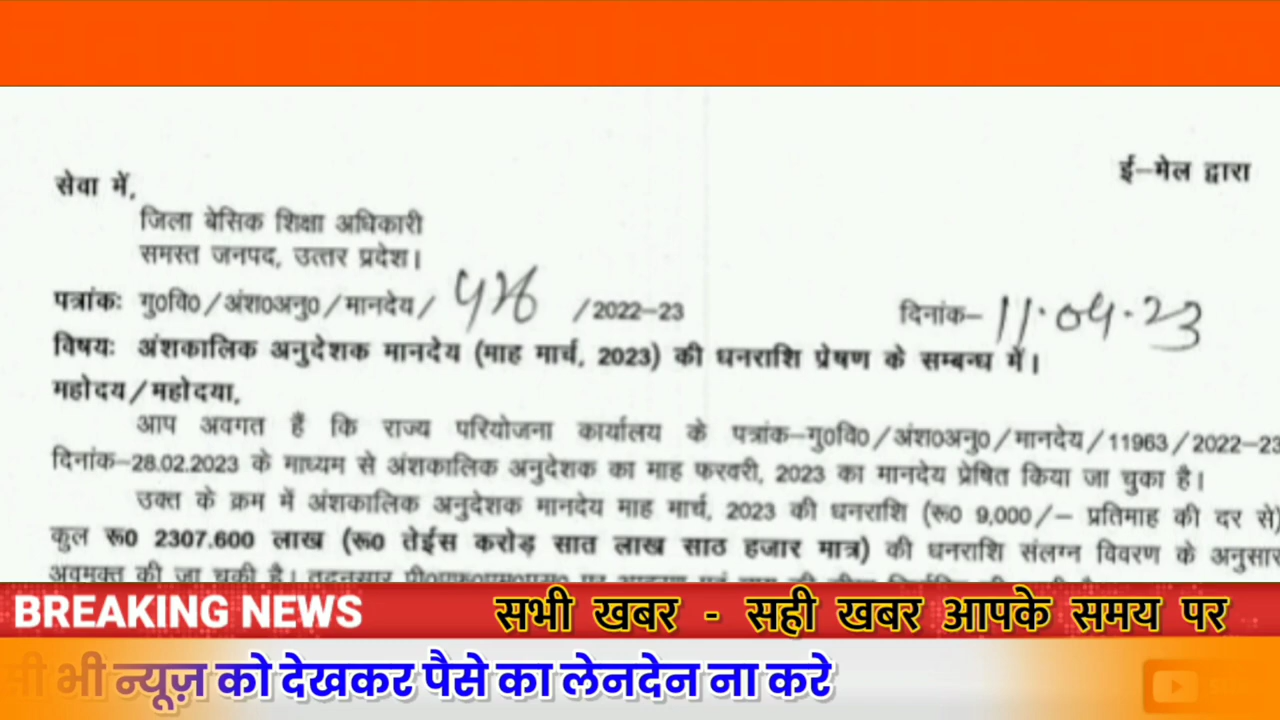 ई–मेल द्वारा
सेवा में,
जिला बेसिक शिक्षा अधिकारी
समस्त जनपद, उत्तर प्रदेश।
पत्रांकः गु0वि0/अंश0अनु0/मानदेय/ /2022–23 दिनांक– 11.04.23
विषयः अंशकालिक अनुदेशक मानदेय (माह मार्च, 2023) की धनराशि प्रेषण के सम्बन्ध में।
महोदय/महोदया,
आप अवगत हैं कि राज्य परियोजना कार्यालय के पत्रांक–गु0वि0/अंश0अनु0/मानदेय/11963/2022–23
दिनांक–28.02.2023 के माध्यम से अंशकालिक अनुदेशक का माह फरवरी, 2023 का मानदेय प्रेषित किया जा चुका है।
उक्त के क्रम में अंशकालिक अनुदेशक मानदेय माह मार्च, 2023 की धनराशि (रू0 9,000/– प्रतिमाह की दर से)
कुल रू0 2307.600 लाख (रू0 तेईस करोड़ सात लाख साठ हजार मात्र) की धनराशि संलग्न विवरण के अनुसार
अवमुक्त की जा चुकी है।
BREAKING NEWS सभी खबर - सही खबर आपके समय पर
भी न्यूज़ को देखकर पैसे का लेनदेन ना करे